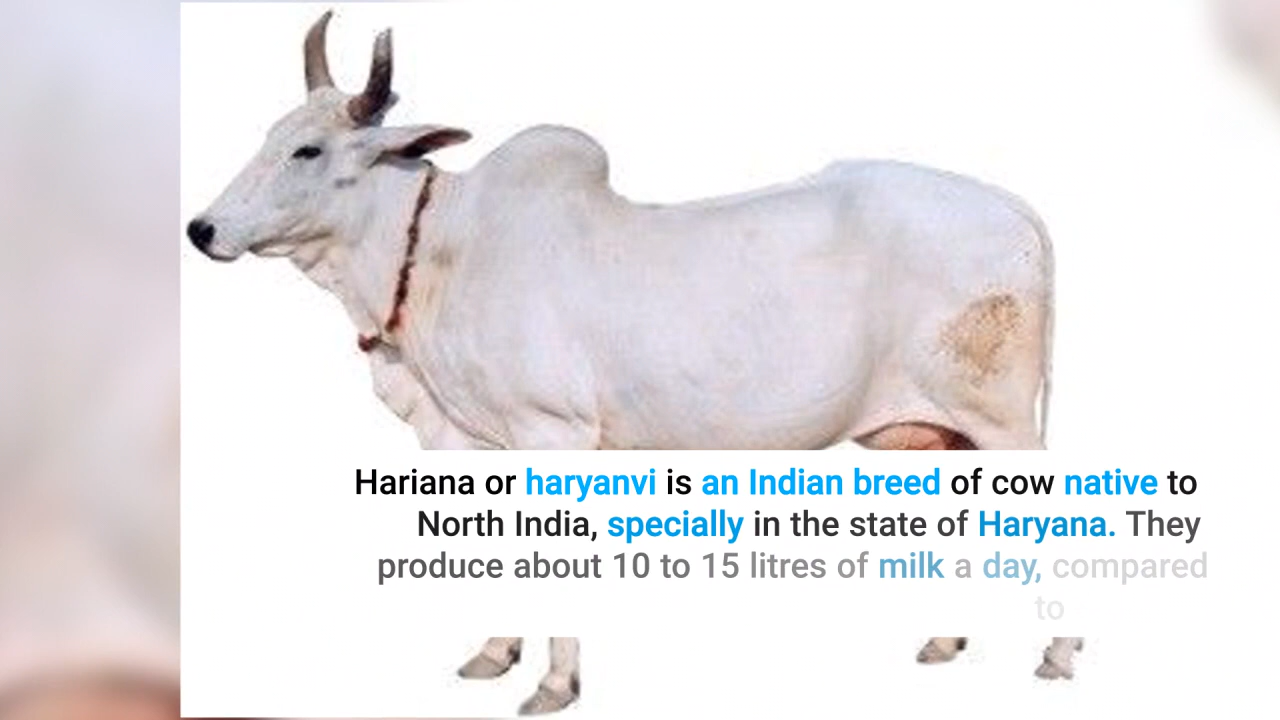 Hariana or haryanvi is an Indian breed of cow native to
North India, specially in the state of Haryana. They
produce about 10 to 15 litres of milk a day, compared
to